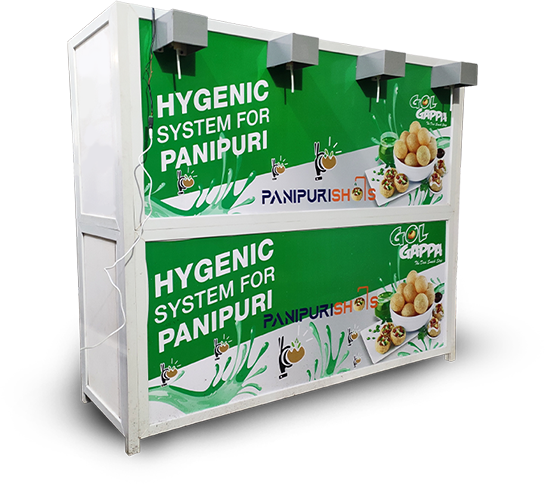 HYGENIC
SYSTEM FOR
PANIPURI
GOL
GAPPA
PANIPURISHOTS
HYGENIC
SYSTEM FOR
PANIPURI
GOL
GAPPA
PANIPURISHOTS